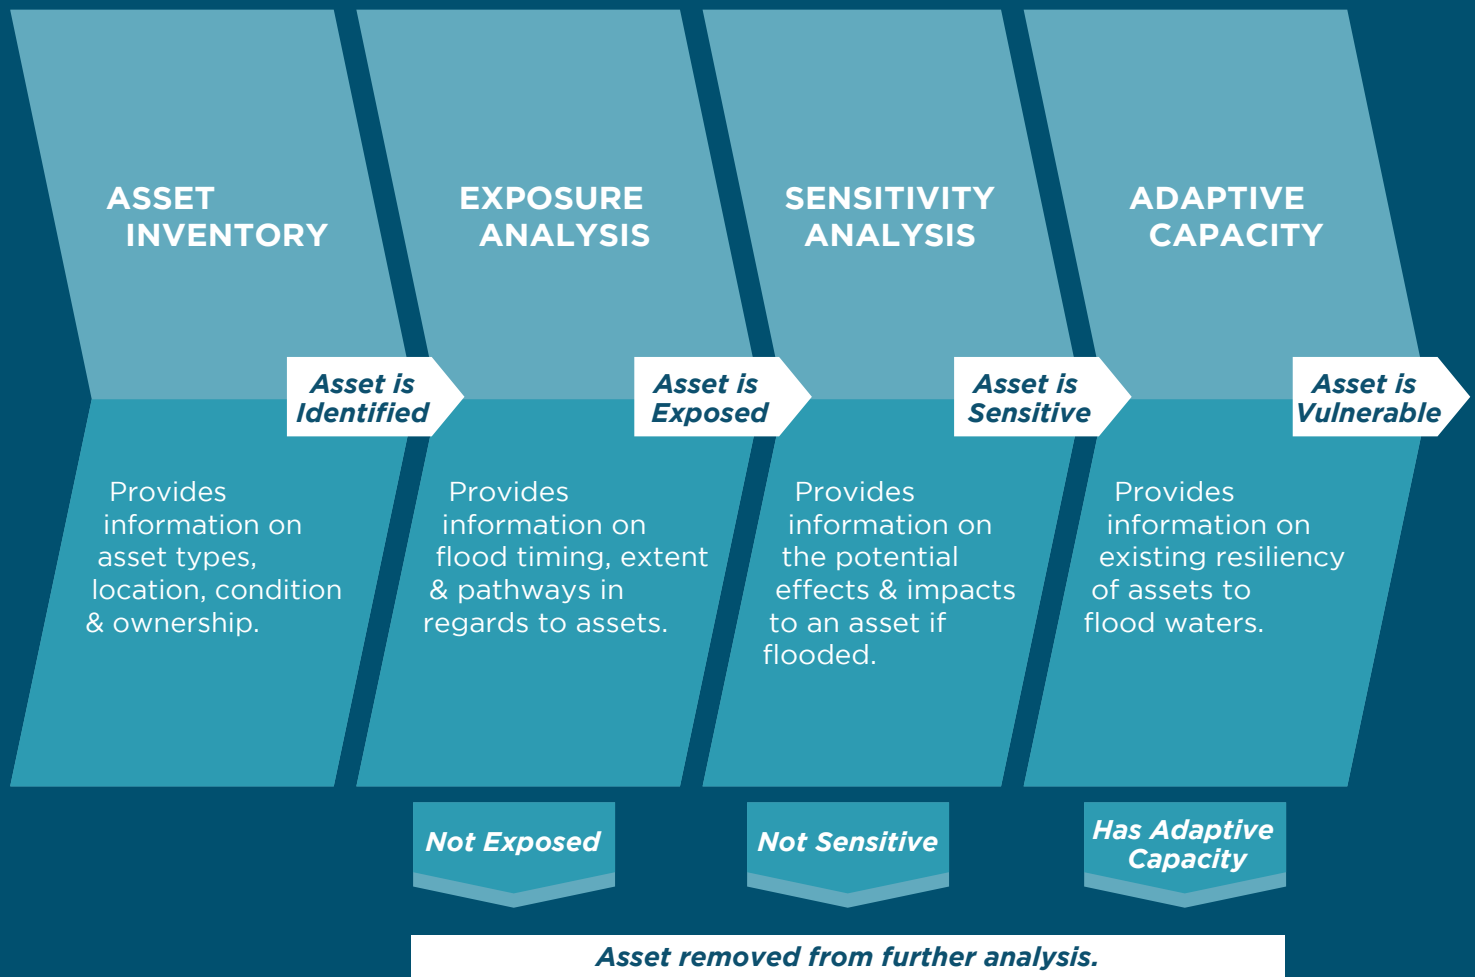 ASSET
INVENTORY
EXPOSURE
ANALYSIS
SENSITIVITY
ANALYSIS
ADAPTIVE
CAPACITY
Asset is
Identified
Asset is
Exposed
Asset is
Sensitive
Asset is
Vulnerable
Provides
information on
asset types,
location, condition
& ownership.
Provides
information on
flood timing, extent
& pathways in
regards to assets.
Provides
information on
the potential
effects & impacts
to an asset if
flooded.
Provides
information on
existing resiliency
of assets to
flood waters.
Not Exposed
Not Sensitive
Has Adaptive
Capacity
Asset removed from further analysis.